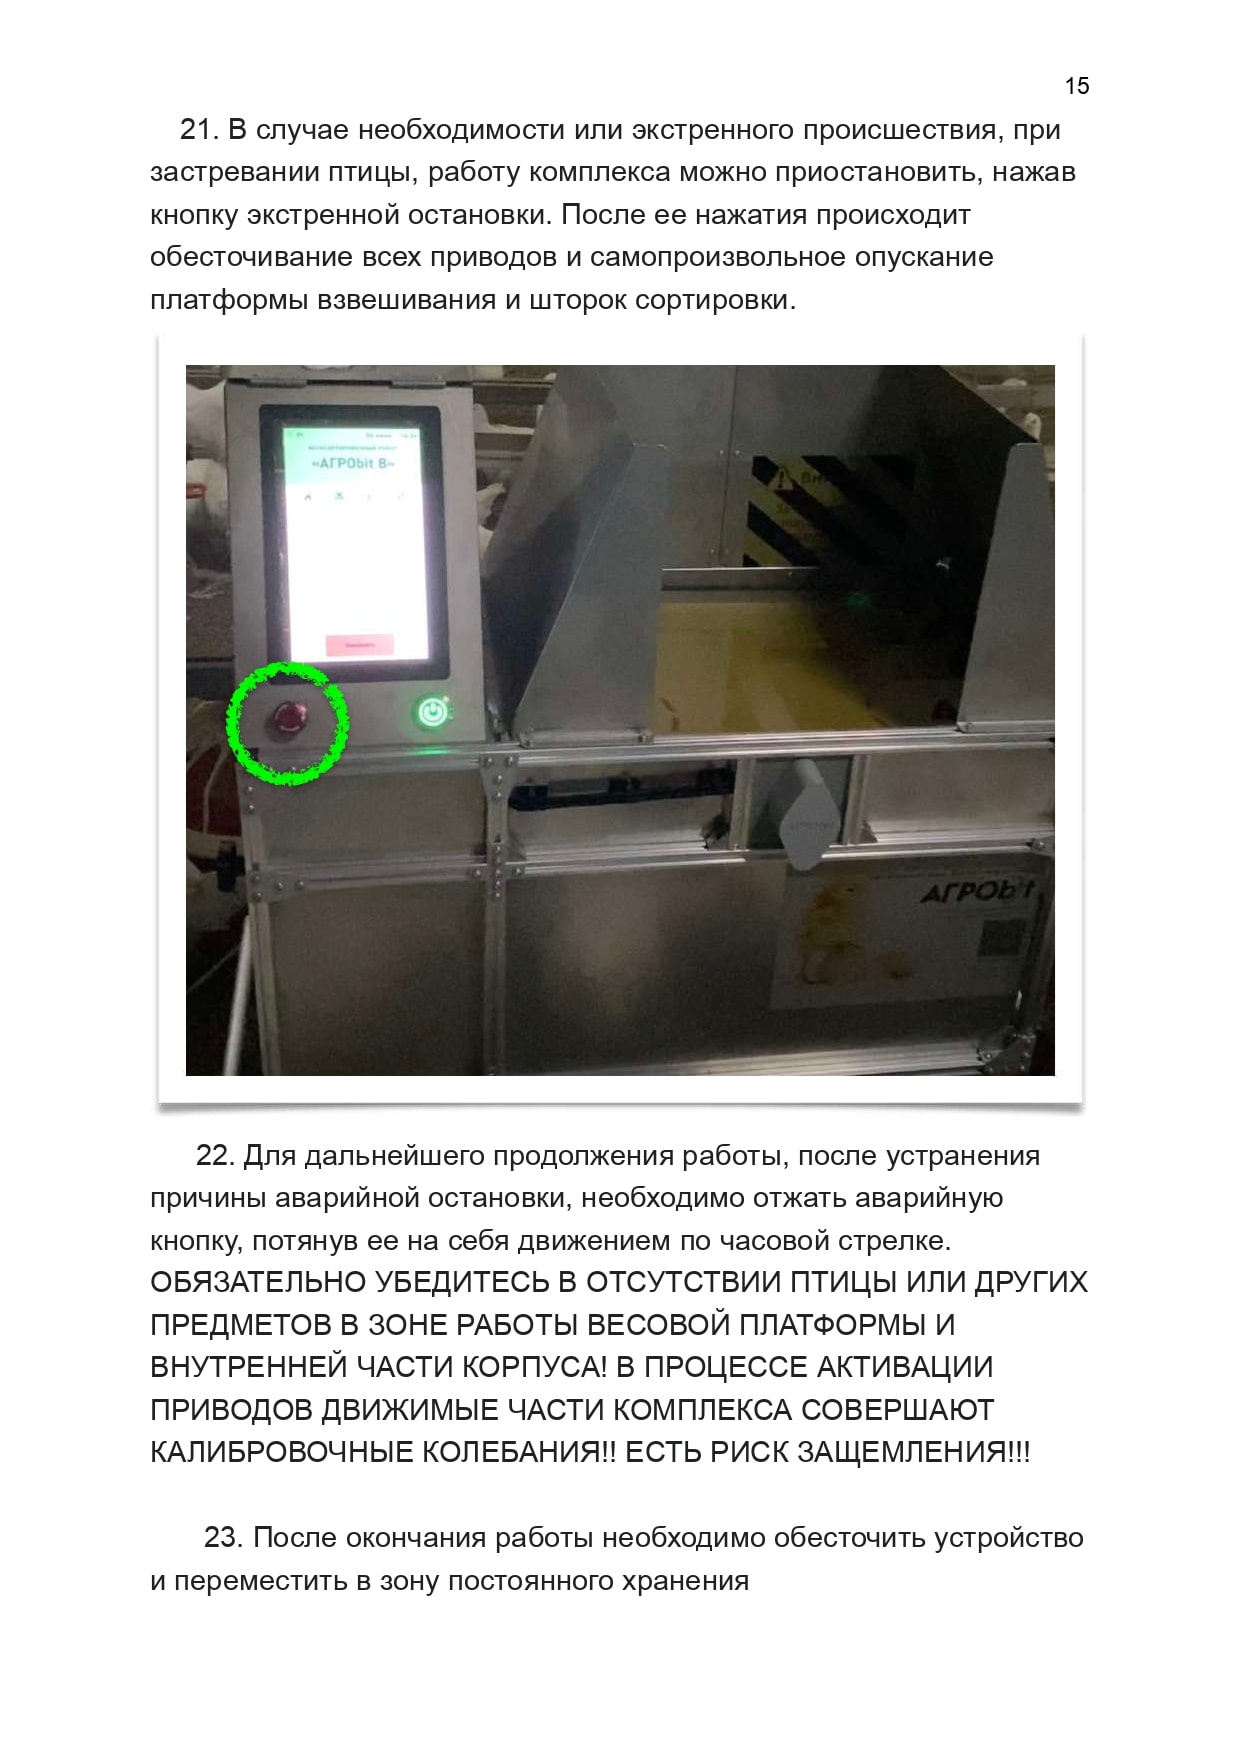 15
21. В случае необходимости или экстренного происшествия, при
застревании птицы, работу комплекса можно приостановить, нажав
кнопку экстренной остановки. После ее нажатия происходит
обесточивание всех приводов и самопроизвольное опускание
платформы взвешивания и шторок сортировки.
«АГРОbit В»
АГРОbit
22. Для дальнейшего продолжения работы, после устранения
причины аварийной остановки, необходимо отжать аварийную
кнопку, потянув ее на себя движением по часовой стрелке.
ОБЯЗАТЕЛЬНО УБЕДИТЕСЬ В ОТСУТСТВИИ ПТИЦЫ ИЛИ ДРУГИХ
ПРЕДМЕТОВ В ЗОНЕ РАБОТЫ ВЕСОВОЙ ПЛАТФОРМЫ И
ВНУТРЕННЕЙ ЧАСТИ КОРПУСА! В ПРОЦЕССЕ АКТИВАЦИИ
ПРИВОДОВ ДВИЖИМЫЕ ЧАСТИ КОМПЛЕКСА СОВЕРШАЮТ
КАЛИБРОВОЧНЫЕ КОЛЕБАНИЯ!! ЕСТЬ РИСК ЗАЩЕМЛЕНИЯ!!!
23. После окончания работы необходимо обесточить устройство
и переместить в зону постоянного хранения